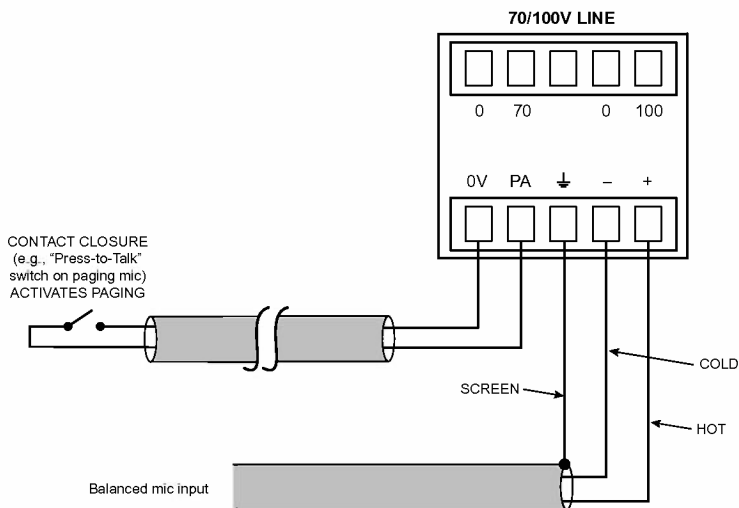 70/100V LINE
0 70 0 100
0V PA ⏚ – +
CONTACT CLOSURE
(e.g., “Press-to-Talk”
switch on paging mic)
ACTIVATES PAGING
COLD
SCREEN
HOT
Balanced mic input